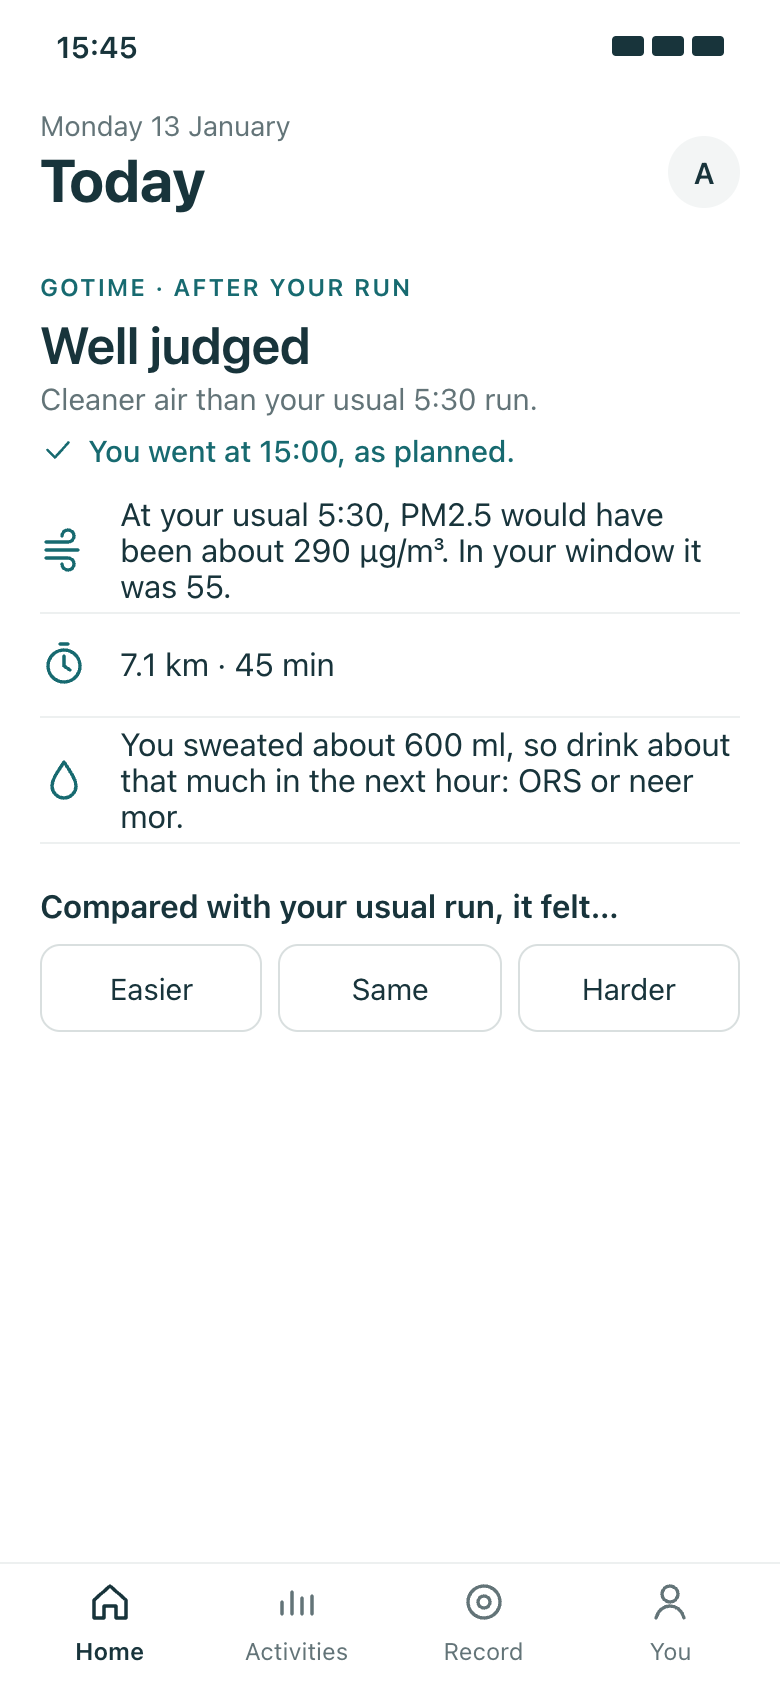 15:45
Monday 13 January
Today
A
GOTIME · AFTER YOUR RUN
Well judged
Cleaner air than your usual 5:30 run.
You went at 15:00, as planned.
At your usual 5:30, PM2.5 would have
been about 290 µg/m³. In your window it
was 55.
7.1 km · 45 min
You sweated about 600 ml, so drink about
that much in the next hour: ORS or neer
mor.
Compared with your usual run, it felt...
Easier
Same
Harder
Home
Activities
Record
You